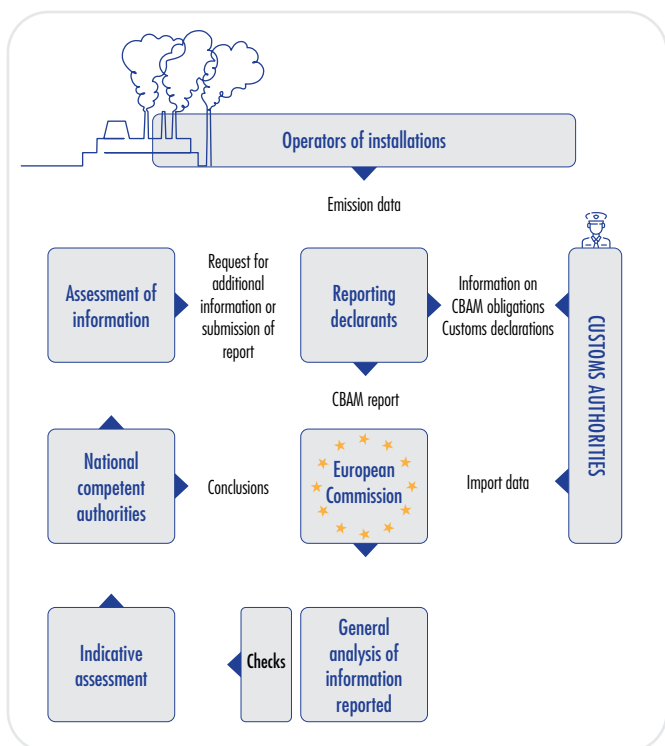 Operators of installations
Emission data
Assessment of
information
Request for
additional
information or
submission of
report
Reporting
declarants
Information on
CBAM obligations
Customs declarations
CUSTOMS AUTHORITIES
CBAM report
National
competent
authorities
Conclusions
European
Commission
Import data
Indicative
assessment
Checks
General
analysis of
information
reported